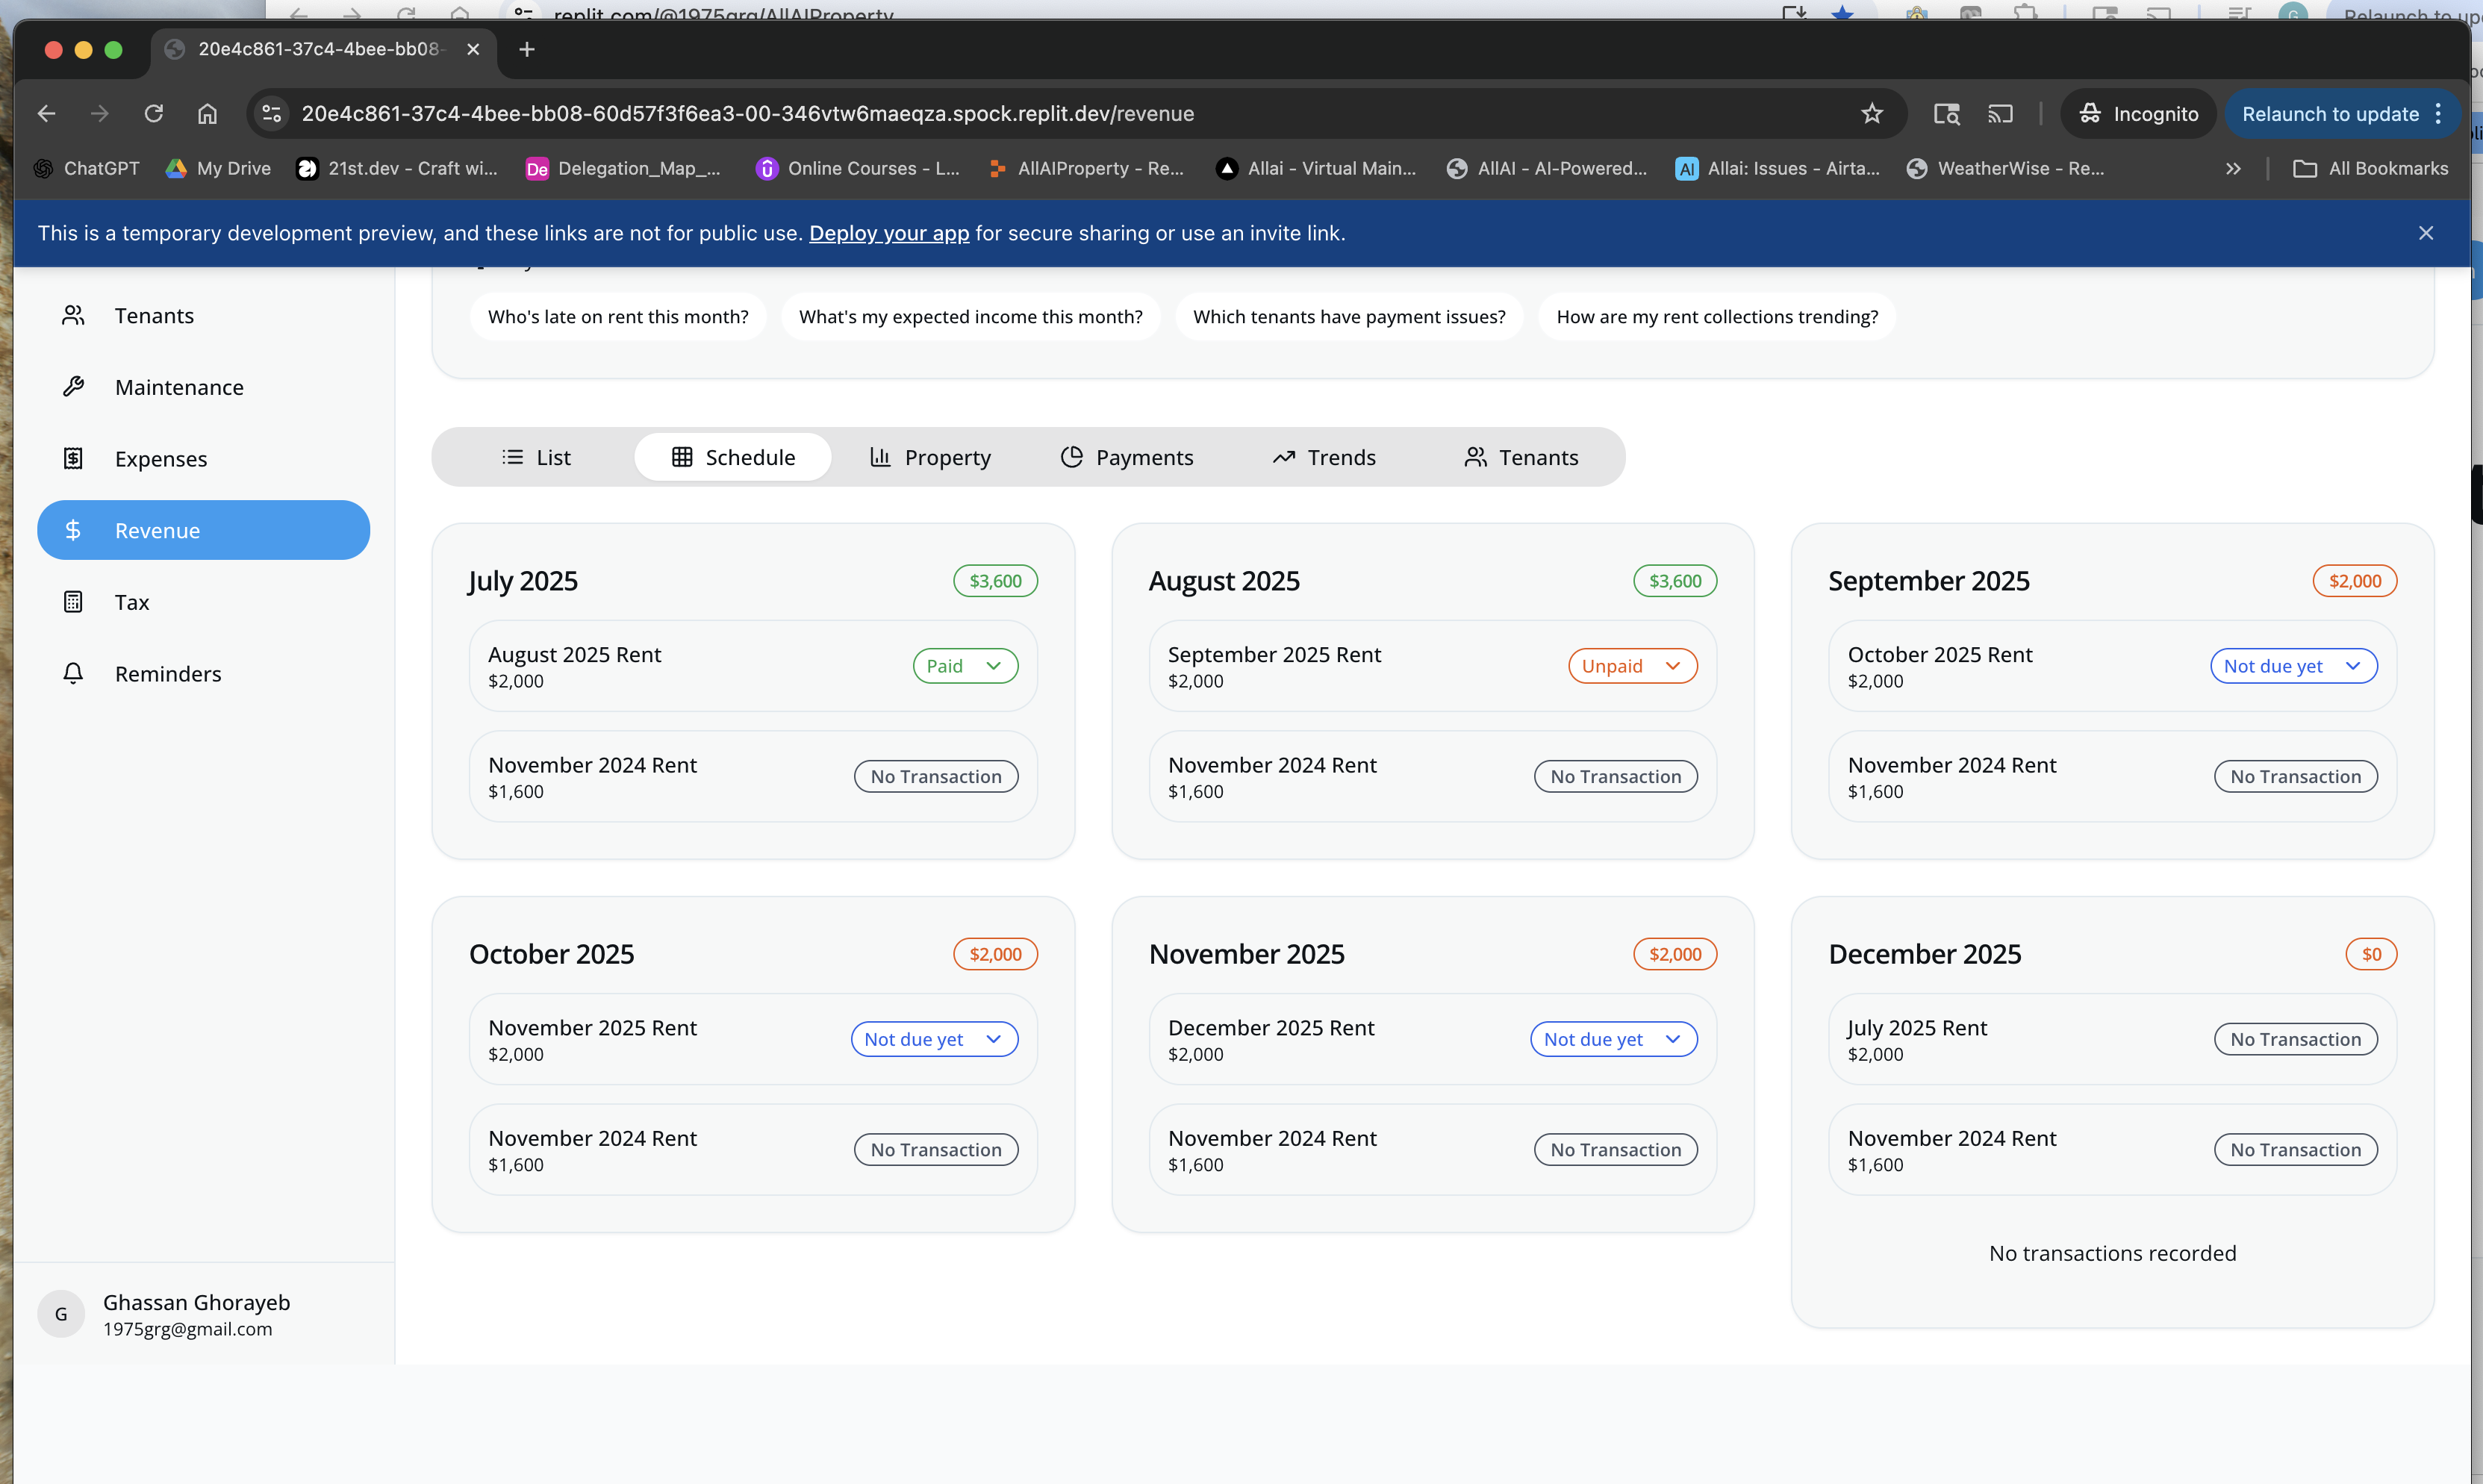 replit.com/@1975grg/AllAIProperty
20e4c861-37c4-4bee-bb08-
20e4c861-37c4-4bee-bb08-60d57f3f6ea3-00-346vtw6maeqza.spock.replit.dev/revenue
Incognito
Relaunch to update
ChatGPT
My Drive
21st.dev - Craft wi...
De
Delegation_Map_...
Online Courses - L...
AllAIProperty - Re...
Allai - Virtual Main...
AllAI - AI-Powered...
AI
Allai: Issues - Airta...
WeatherWise - Re...
All Bookmarks
This is a temporary development preview, and these links are not for public use. Deploy your app for secure sharing or use an invite link.
Tenants
Maintenance
Expenses
Revenue
Tax
Reminders
Who's late on rent this month?
What's my expected income this month?
Which tenants have payment issues?
How are my rent collections trending?
List
Schedule
Property
Payments
Trends
Tenants
July 2025
$3,600
August 2025 Rent
$2,000
Paid
November 2024 Rent
$1,600
No Transaction
August 2025
$3,600
September 2025 Rent
$2,000
Unpaid
November 2024 Rent
$1,600
No Transaction
September 2025
$2,000
October 2025 Rent
$2,000
Not due yet
November 2024 Rent
$1,600
No Transaction
October 2025
$2,000
November 2025 Rent
$2,000
Not due yet
November 2024 Rent
$1,600
No Transaction
November 2025
$2,000
December 2025 Rent
$2,000
Not due yet
November 2024 Rent
$1,600
No Transaction
December 2025
$0
July 2025 Rent
$2,000
No Transaction
November 2024 Rent
$1,600
No Transaction
No transactions recorded
G
Ghassan Ghorayeb
1975grg@gmail.com